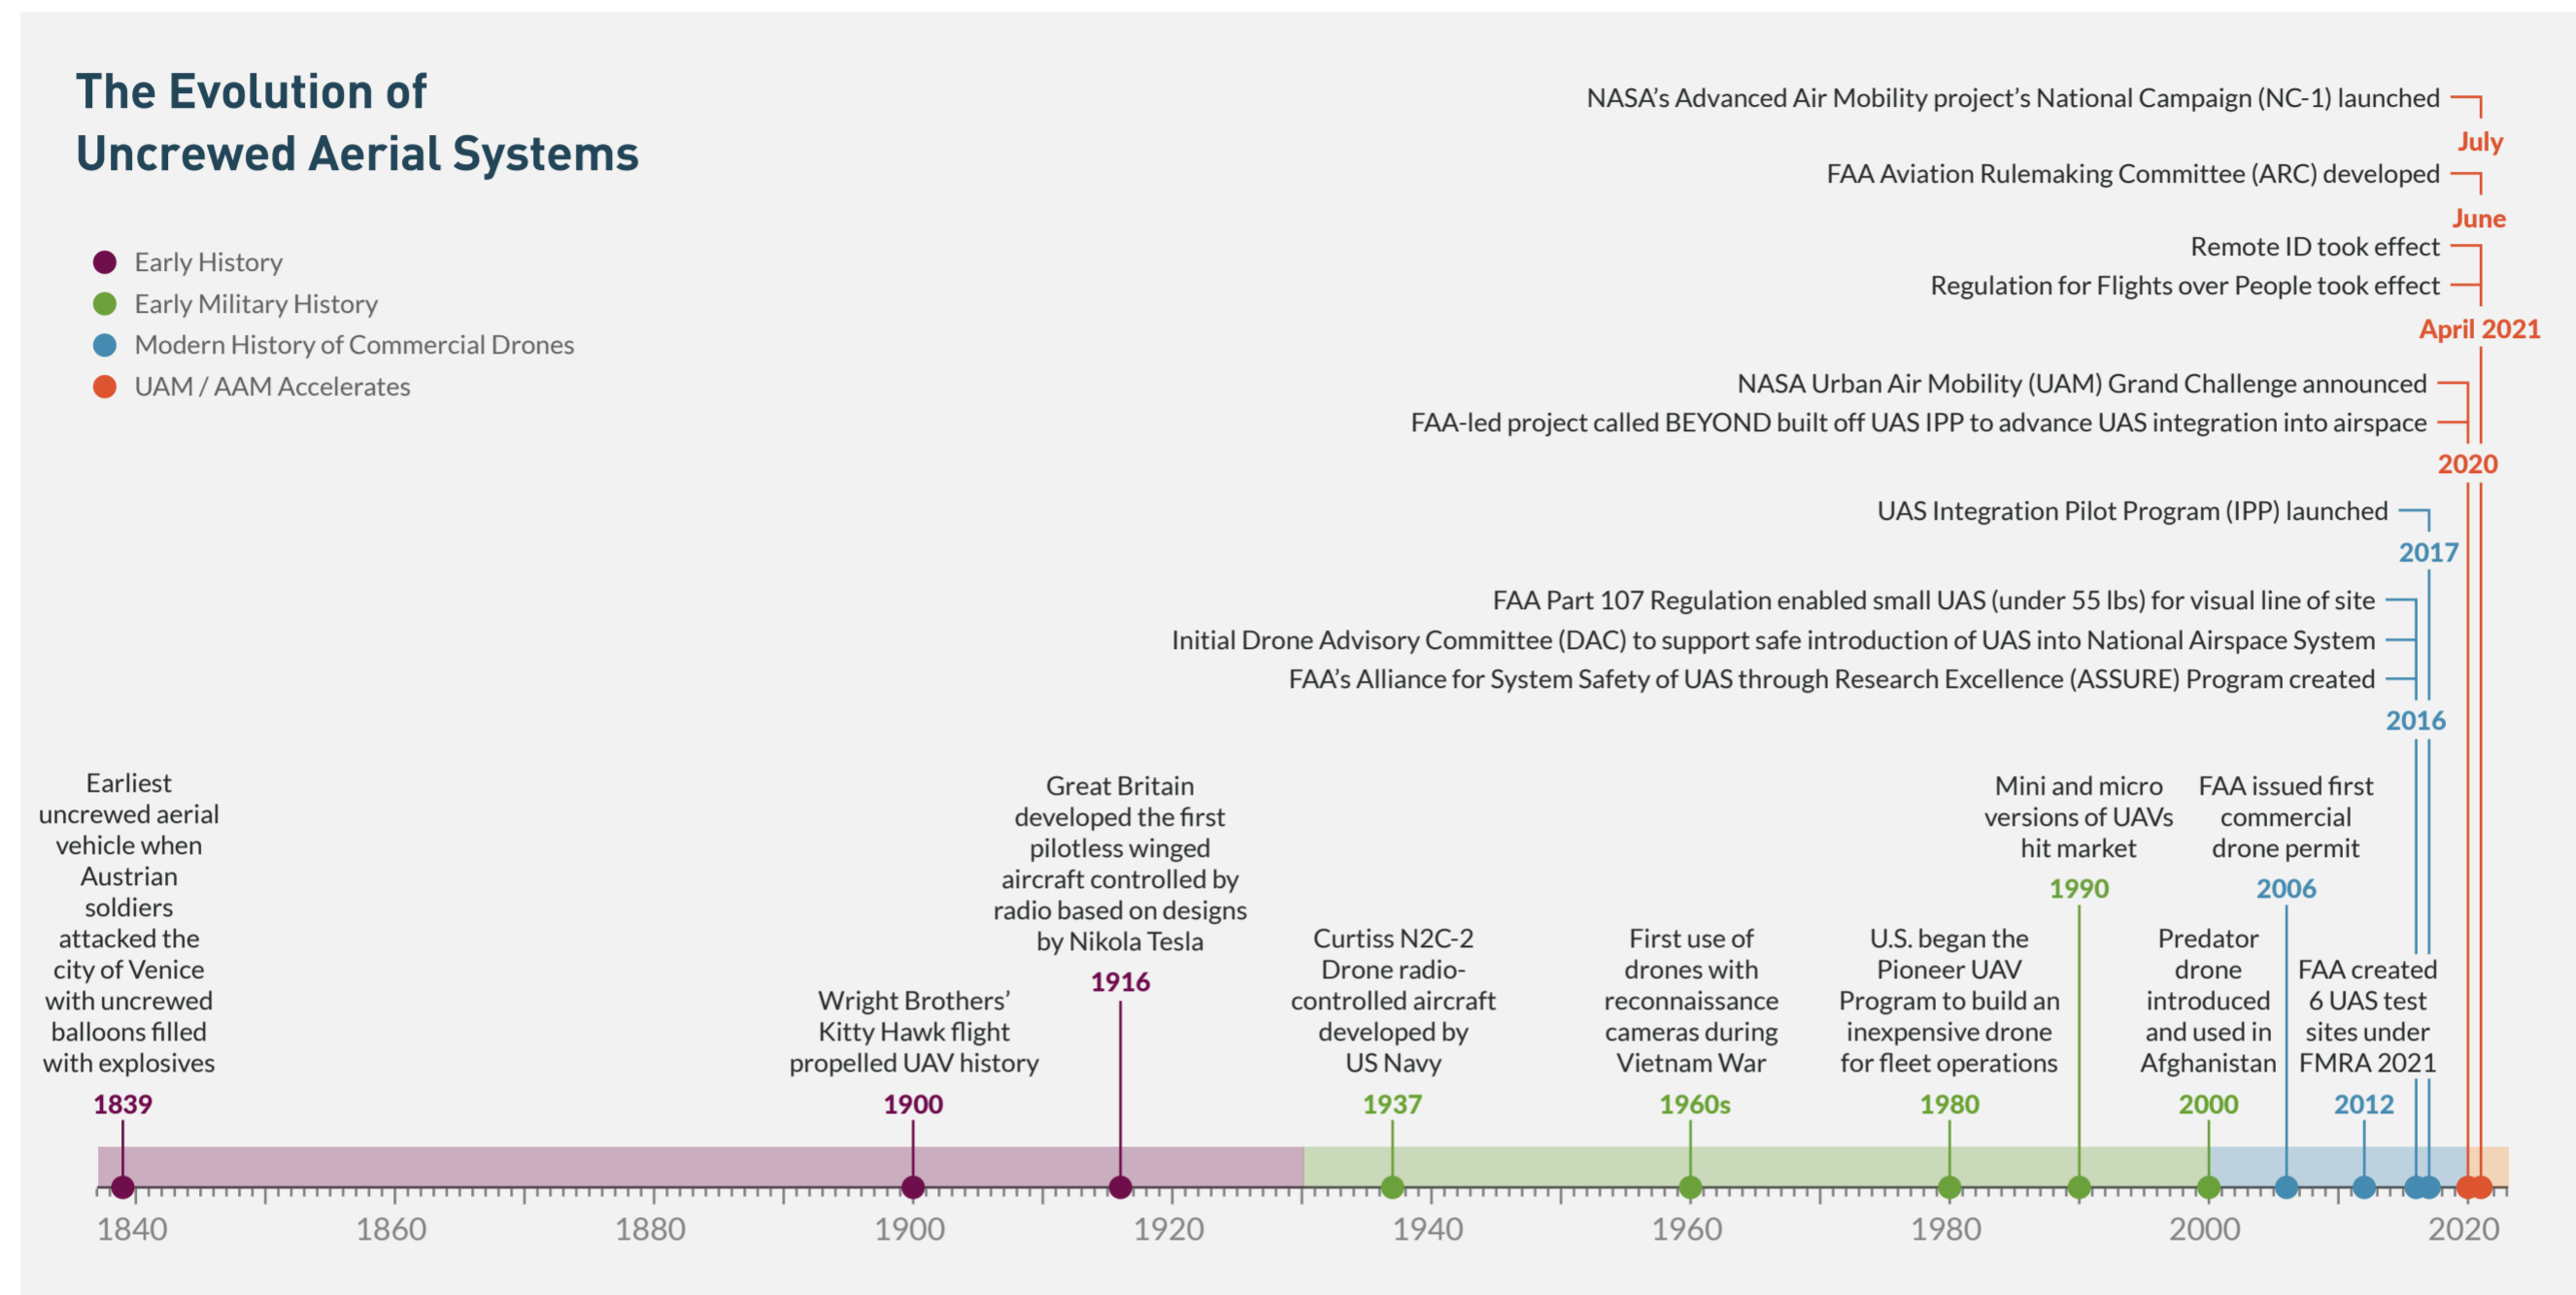 The Evolution of
Uncrewed Aerial Systems
Early History
Early Military History
Modern History of Commercial Drones
UAM / AAM Accelerates
NASA’s Advanced Air Mobility project’s National Campaign (NC-1) launched
July
FAA Aviation Rulemaking Committee (ARC) developed
June
Remote ID took effect
Regulation for Flights over People took effect
April 2021
NASA Urban Air Mobility (UAM) Grand Challenge announced
FAA-led project called BEYOND built off UAS IPP to advance UAS integration into airspace
2020
UAS Integration Pilot Program (IPP) launched
2017
FAA Part 107 Regulation enabled small UAS (under 55 lbs) for visual line of site
Initial Drone Advisory Committee (DAC) to support safe introduction of UAS into National Airspace System
FAA’s Alliance for System Safety of UAS through Research Excellence (ASSURE) Program created
2016
Earliest
uncrewed aerial
vehicle when
Austrian
soldiers
attacked the
city of Venice
with uncrewed
balloons filled
with explosives
1839
Wright Brothers’
Kitty Hawk flight
propelled UAV history
1900
Great Britain
developed the first
pilotless winged
aircraft controlled by
radio based on designs
by Nikola Tesla
1916
Curtiss N2C-2
Drone radio-
controlled aircraft
developed by
US Navy
1937
First use of
drones with
reconnaissance
cameras during
Vietnam War
1960s
U.S. began the
Pioneer UAV
Program to build an
inexpensive drone
for fleet operations
1980
Mini and micro
versions of UAVs
hit market
1990
Predator
drone
introduced
and used in
Afghanistan
2000
FAA issued first
commercial
drone permit
2006
FAA created
6 UAS test
sites under
FMRA 2021
2012
1840
1860
1880
1900
1920
1940
1960
1980
2000
2020